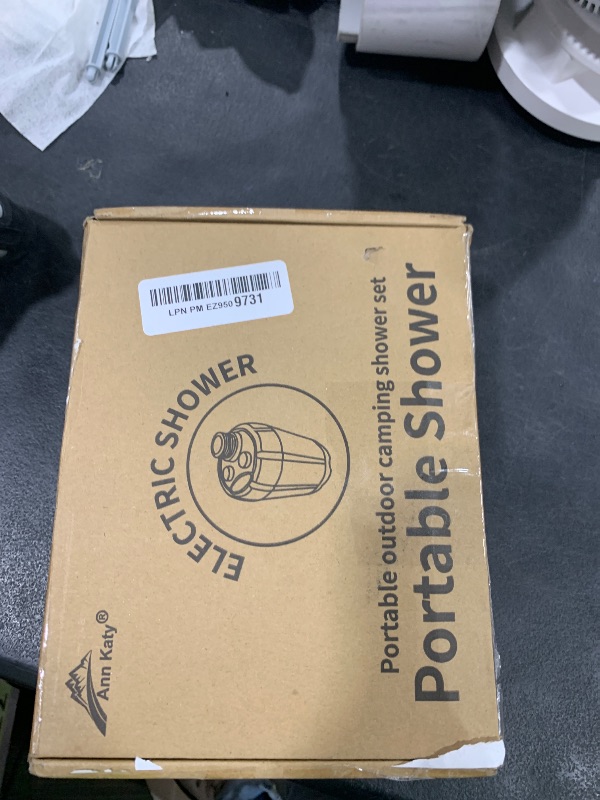 LPN PM EZ950 9731
ELECTRIC SHOWER
Portable outdoor camping shower set
Portable Shower
Ann Katy®